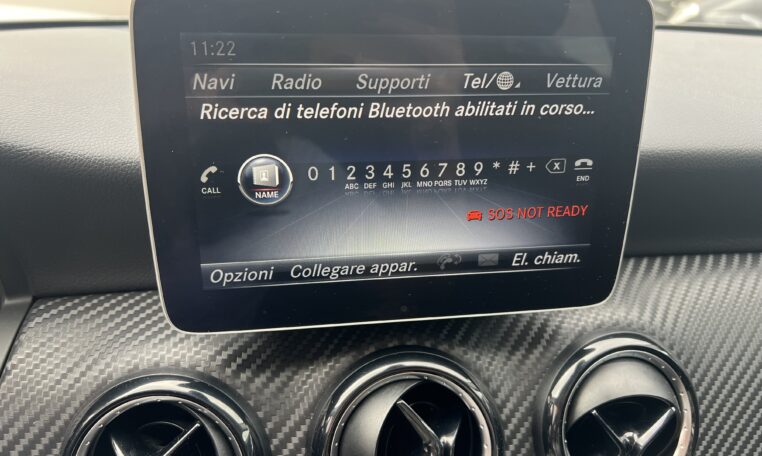 11:22
Navi Radio Supporti Tel/ Vettura
Ricerca di telefoni Bluetooth abilitati in corso...
CALL NAME 0 1 2 3 4 5 6 7 8 9 * # + END
ABC DEF GHI JKL MNO PQRS TUV WXYZ
SOS NOT READY
Opzioni Collegare appar. El. chiam.